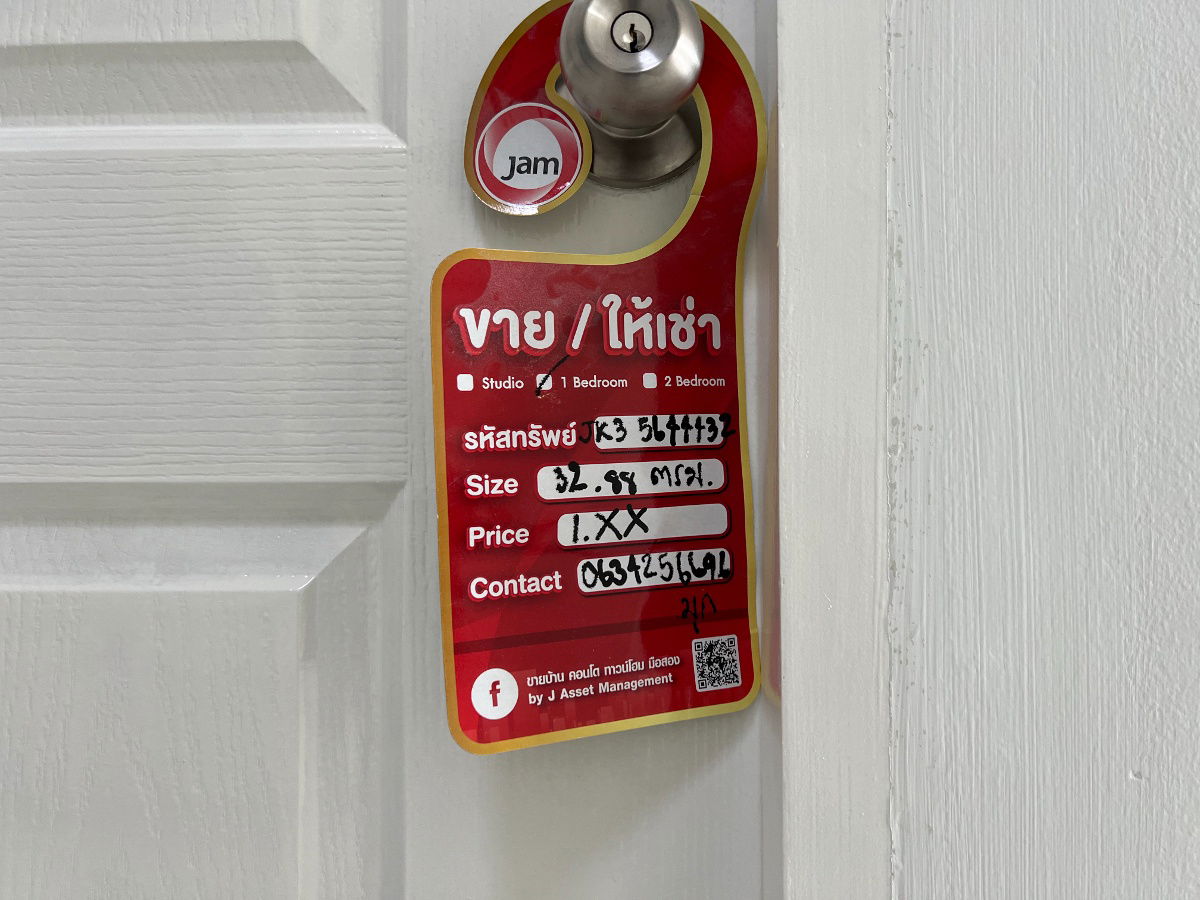 Jam
ขาย / ให้เช่า
Studio 1 Bedroom 2 Bedroom
รหัสทรัพย์ JK3 5644432
Size 32.88 ตรม.
Price 1.XX
Contact 0634256696
มุก
f ขายบ้าน คอนโด ทาวน์โฮม มือสอง
by J Asset Management